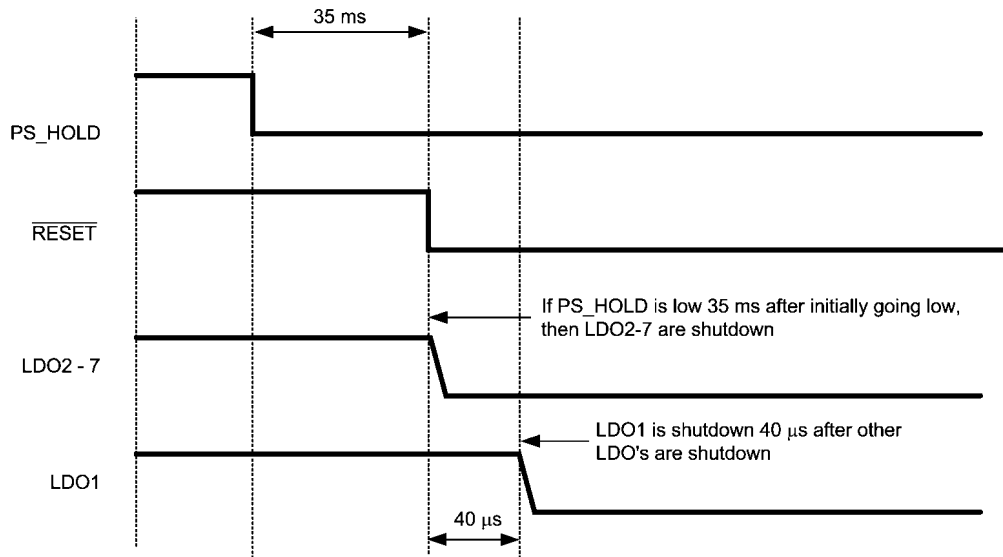 35 ms
PS_HOLD
RESET
If PS_HOLD is low 35 ms after initially going low,
then LDO2-7 are shutdown
LDO2 - 7
LDO1 is shutdown 40 µs after other
LDO's are shutdown
LDO1
40 µs